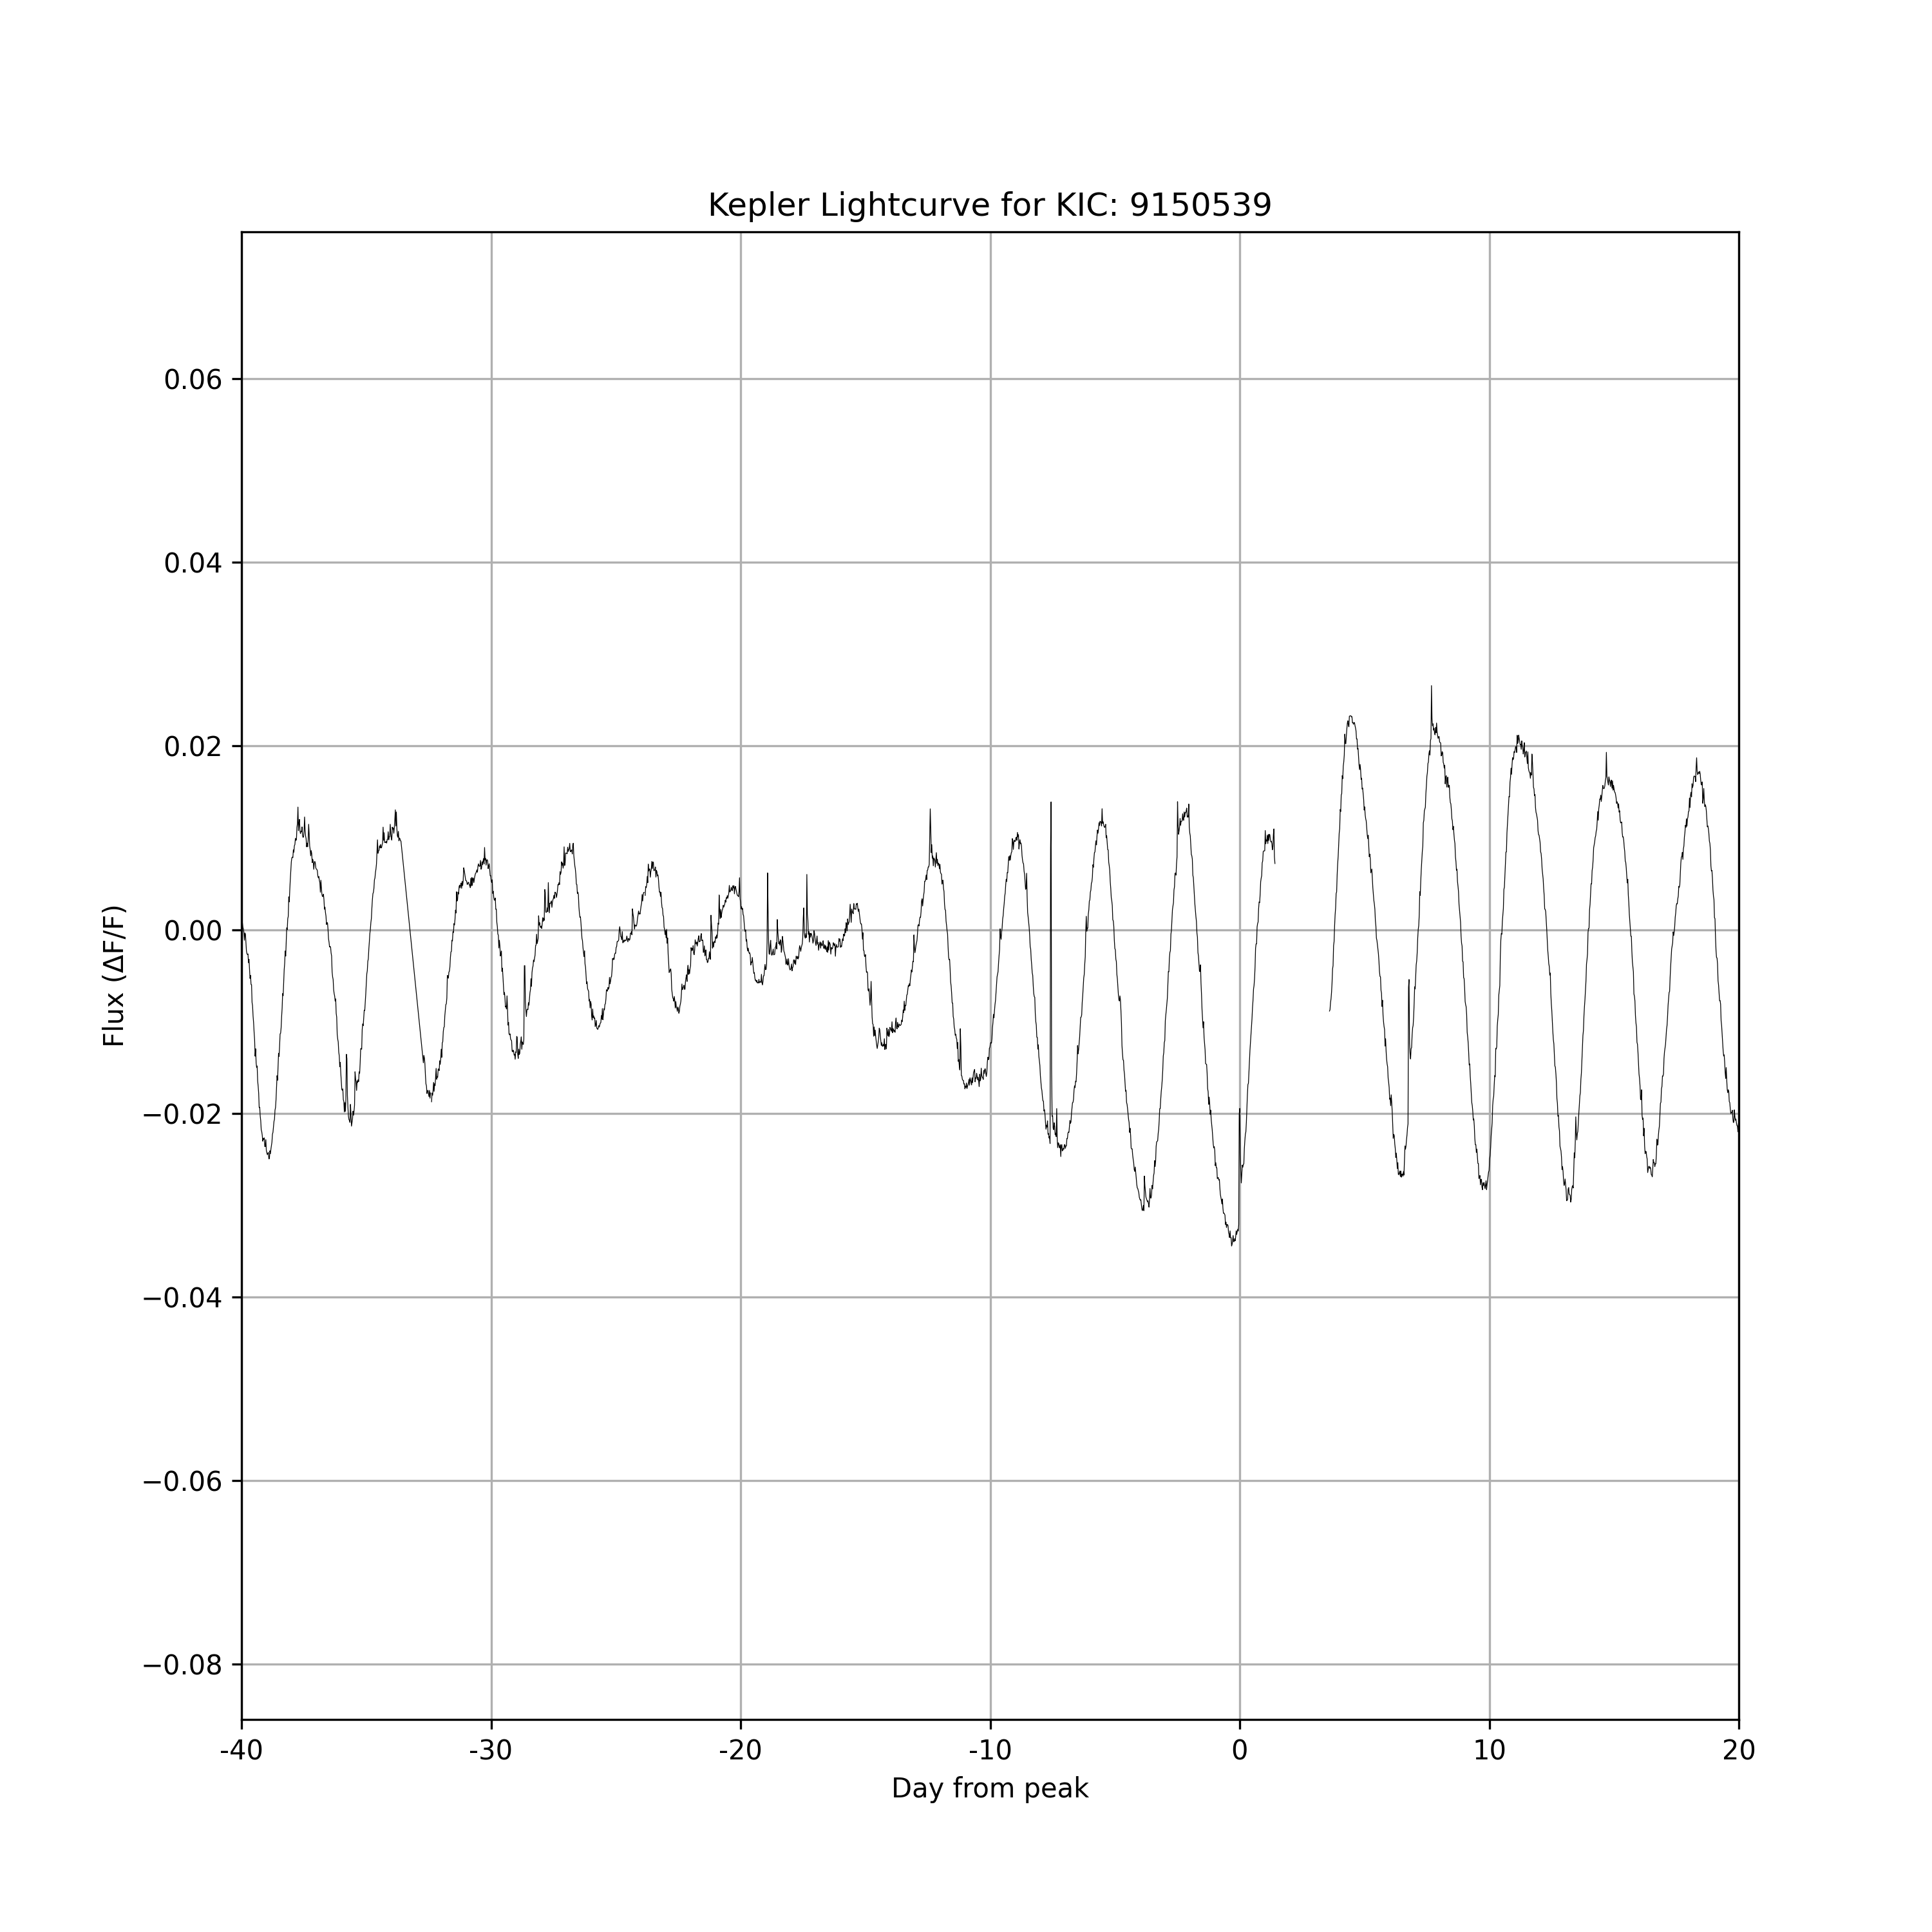 Kepler Lightcurve for KIC: 9150539
Flux (ΔF/F)
0.06
0.04
0.02
0.00
−0.02
−0.04
−0.06
−0.08
-40 -30 -20 -10 0 10 20
Day from peak